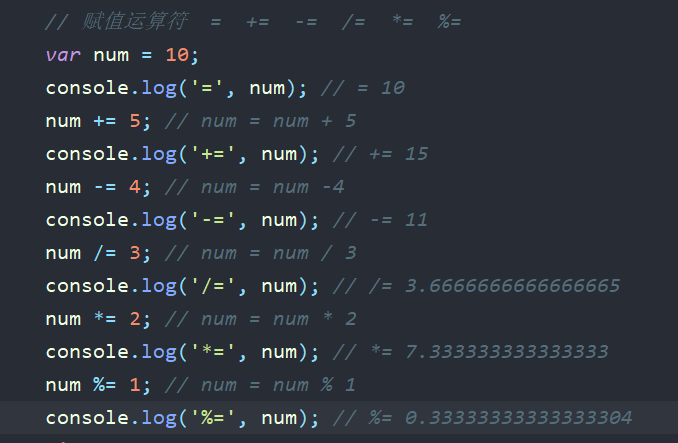 // 赋值运算符 = += -= /= *= %=
var num = 10;
console.log('=', num); // = 10
num += 5; // num = num + 5
console.log('+=', num); // += 15
num -= 4; // num = num -4
console.log('-=', num); // -= 11
num /= 3; // num = num / 3
console.log('/=', num); // /= 3.6666666666666665
num *= 2; // num = num * 2
console.log('*=', num); // *= 7.333333333333333
num %= 1; // num = num % 1
console.log('%=', num); // %= 0.33333333333333304